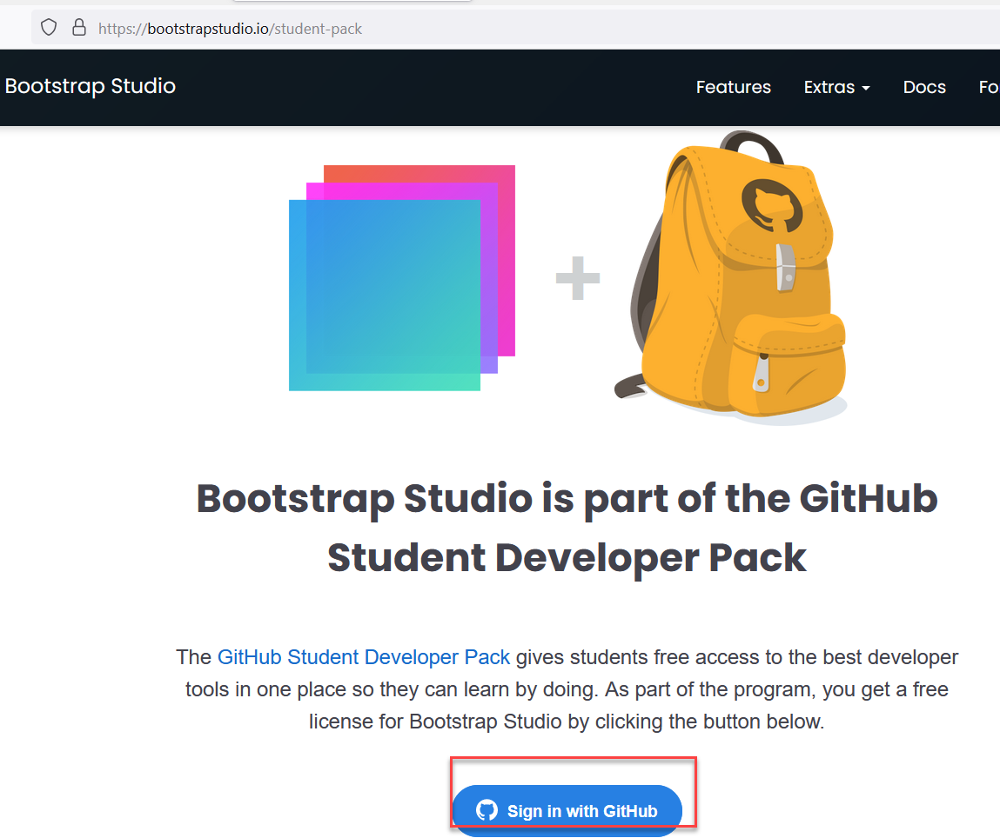 https://bootstrapstudio.io/student-pack
Bootstrap Studio Features Extras Docs Fo
Bootstrap Studio is part of the GitHub
Student Developer Pack
The GitHub Student Developer Pack gives students free access to the best developer
tools in one place so they can learn by doing. As part of the program, you get a free
license for Bootstrap Studio by clicking the button below.
Sign in with GitHub